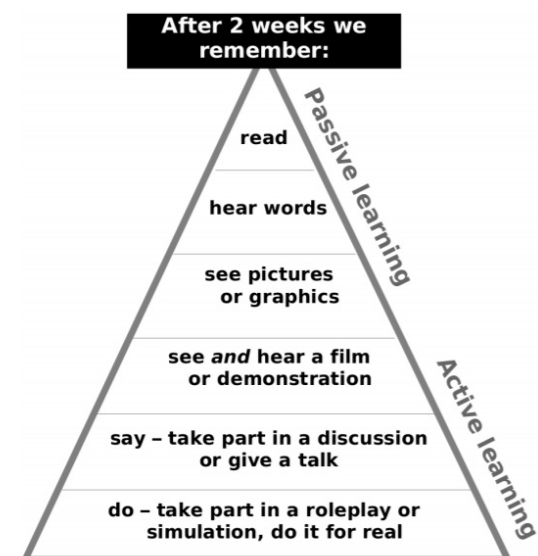 After 2 weeks we
remember:
read
hear words
see pictures
or graphics
see and hear a film
or demonstration
say – take part in a discussion
or give a talk
do – take part in a roleplay or
simulation, do it for real
Passive learning
Active learning